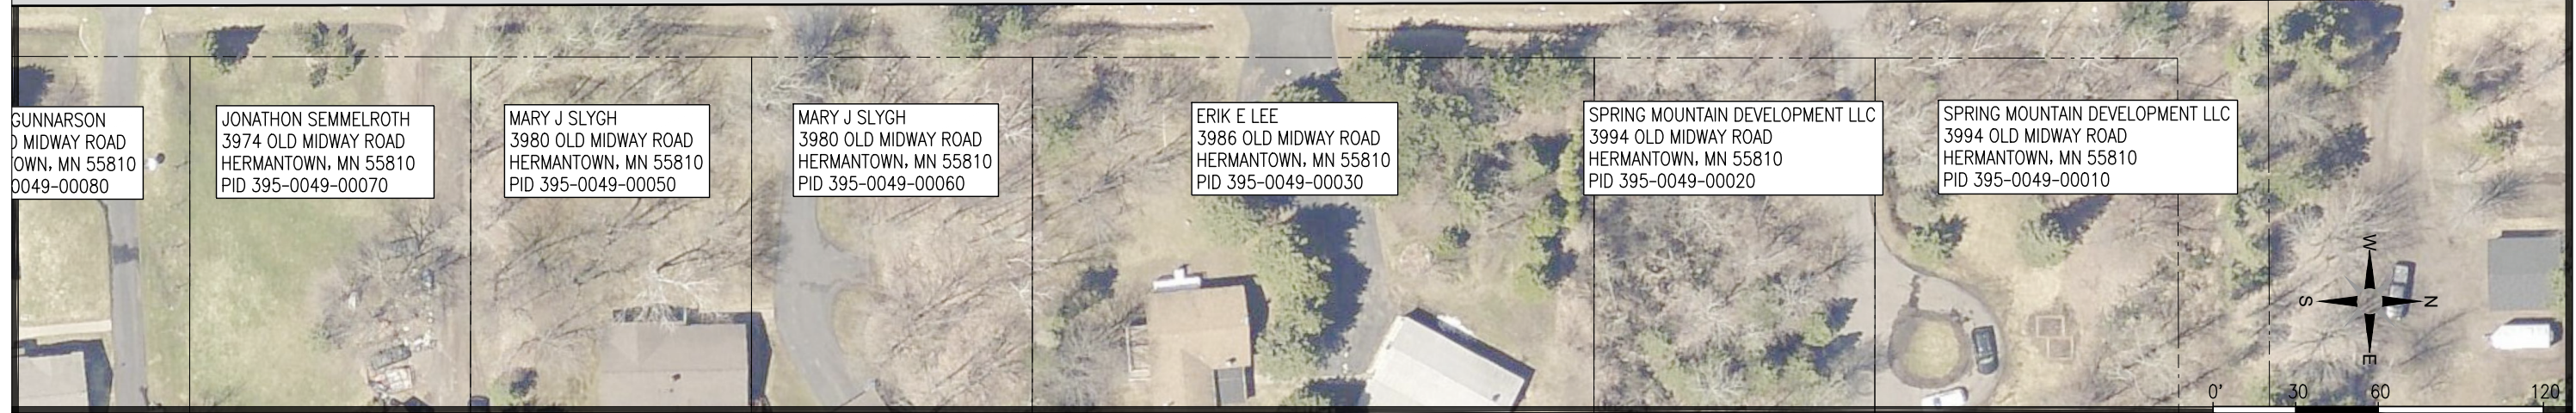 GUNNARSON
MIDWAY ROAD
MN 55810
0049-00080
JONATHON SEMMELROTH
3974 OLD MIDWAY ROAD
HERMANTOWN, MN 55810
PID 395-0049-00070
MARY J SLYGH
3980 OLD MIDWAY ROAD
HERMANTOWN, MN 55810
PID 395-0049-00050
MARY J SLYGH
3980 OLD MIDWAY ROAD
HERMANTOWN, MN 55810
PID 395-0049-00060
ERIK E LEE
3986 OLD MIDWAY ROAD
HERMANTOWN, MN 55810
PID 395-0049-00030
SPRING MOUNTAIN DEVELOPMENT LLC
3994 OLD MIDWAY ROAD
HERMANTOWN, MN 55810
PID 395-0049-00020
SPRING MOUNTAIN DEVELOPMENT LLC
3994 OLD MIDWAY ROAD
HERMANTOWN, MN 55810
PID 395-0049-00010
W
S N
E
0' 30 60 120